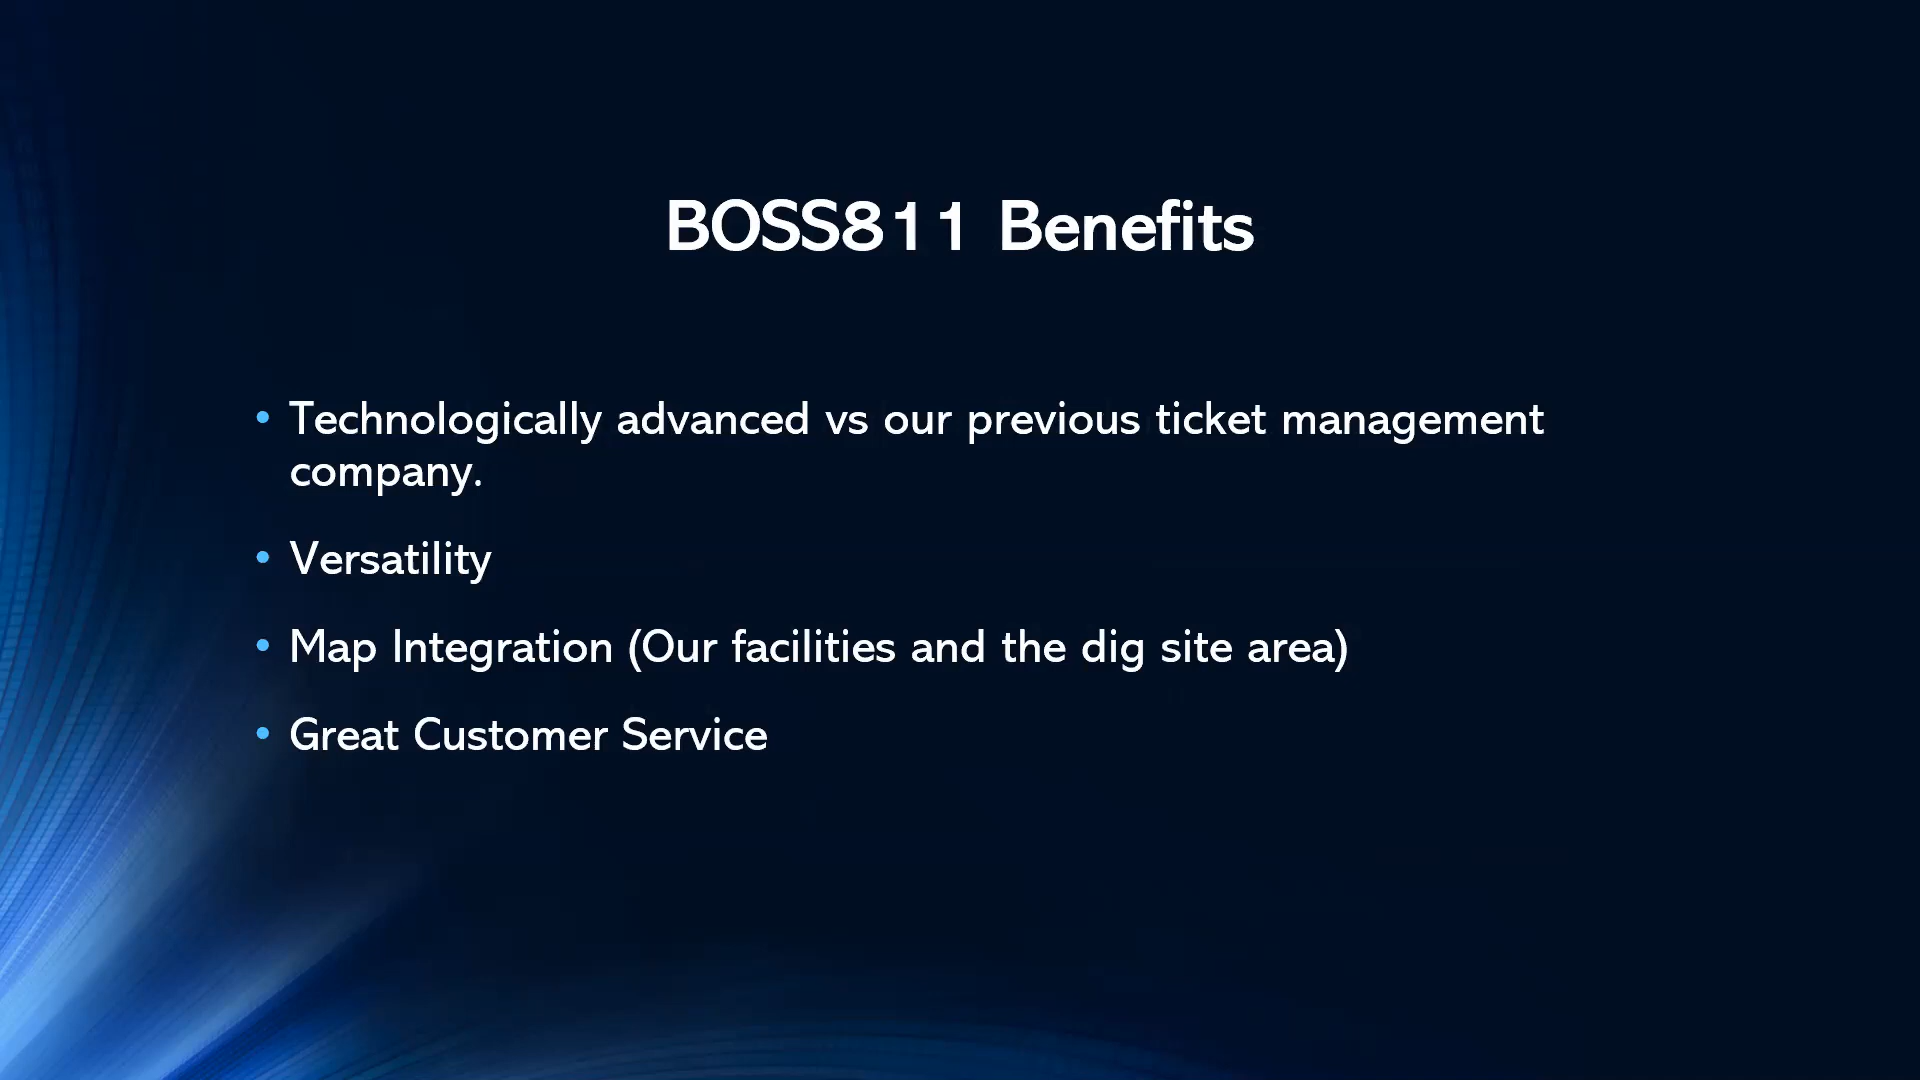 BOSS811 Benefits
• Technologically advanced vs our previous ticket management
company.
• Versatility
• Map Integration (Our facilities and the dig site area)
• Great Customer Service